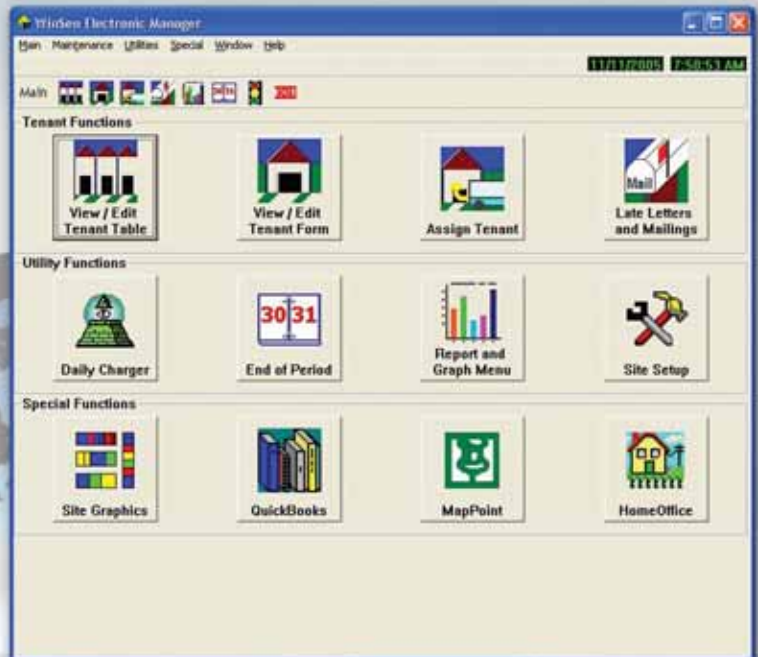 WinSen Electronic Manager
Main Maintenance Utilities Special Window Help
11/11/2005 7:50:53 AM
Main
Tenant Functions
View / Edit
Tenant Table
View / Edit
Tenant Form
Assign Tenant
Mail
Late Letters
and Mailings
Utility Functions
Daily Charger
30 31
End of Period
Report and
Graph Menu
Site Setup
Special Functions
Site Graphics
QuickBooks
MapPoint
HomeOffice